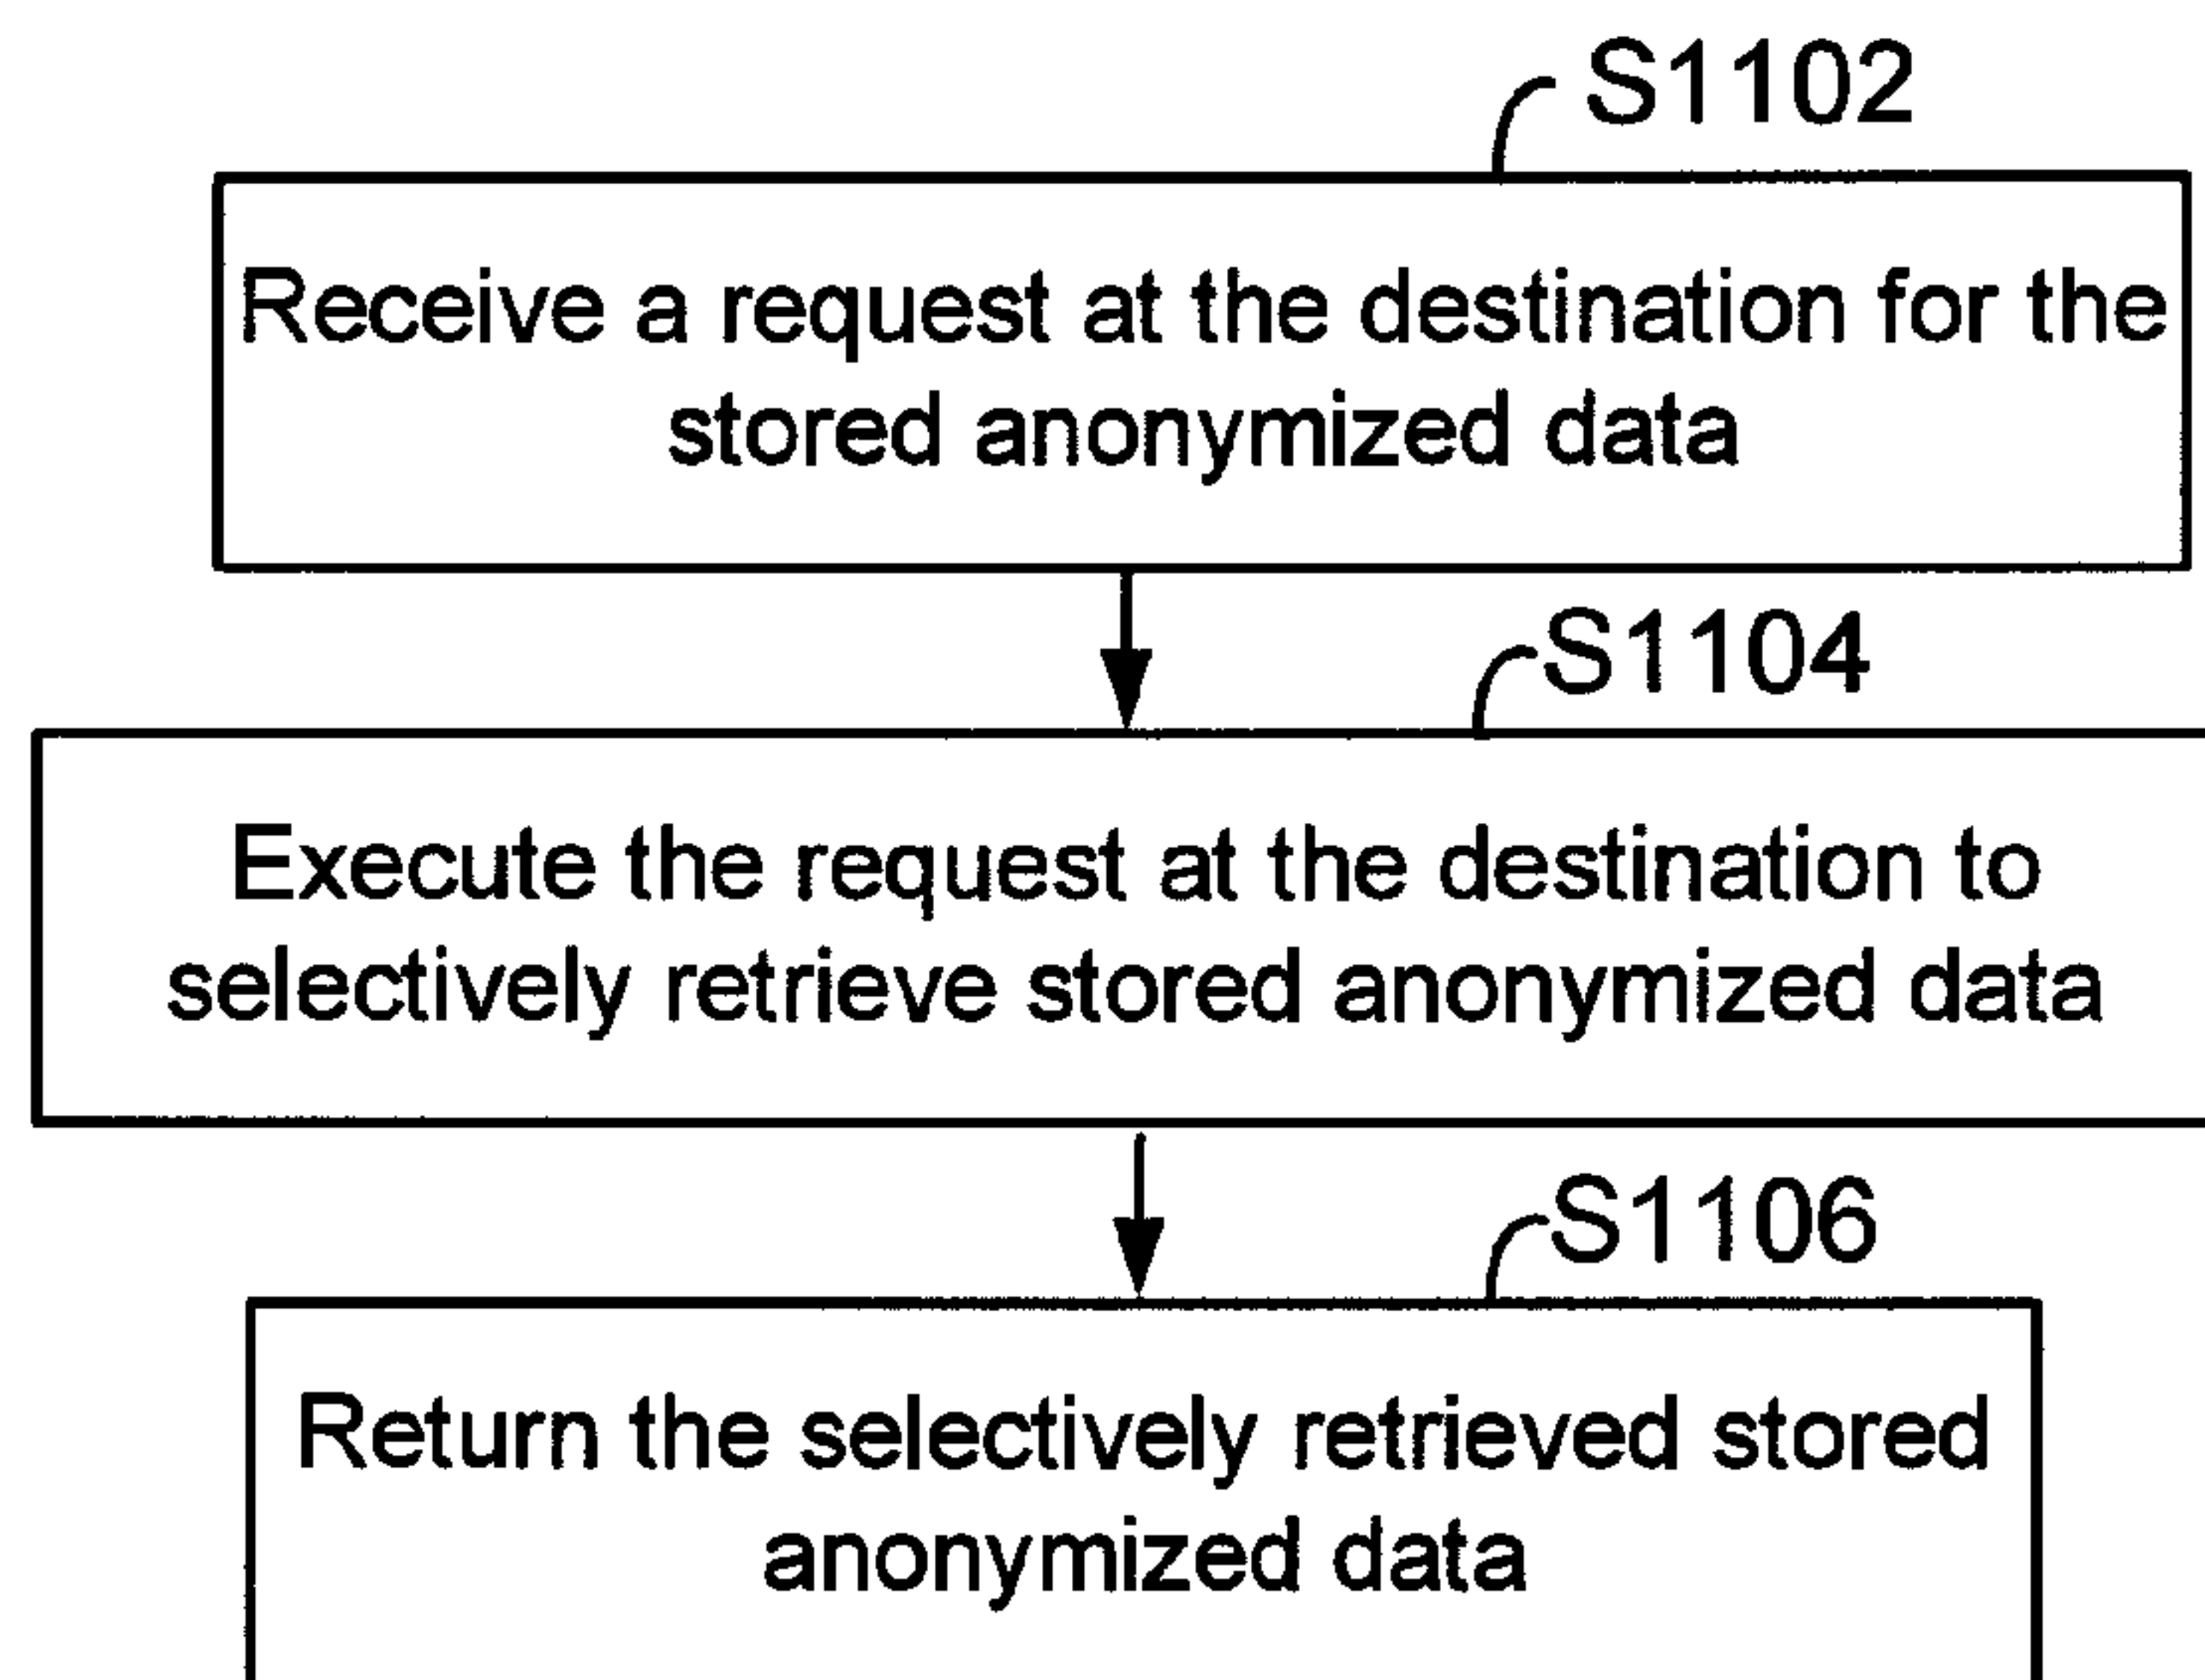 S1102
Receive a request at the destination for the
stored anonymized data
S1104
Execute the request at the destination to
selectively retrieve stored anonymized data
S1106
Return the selectively retrieved stored
anonymized data